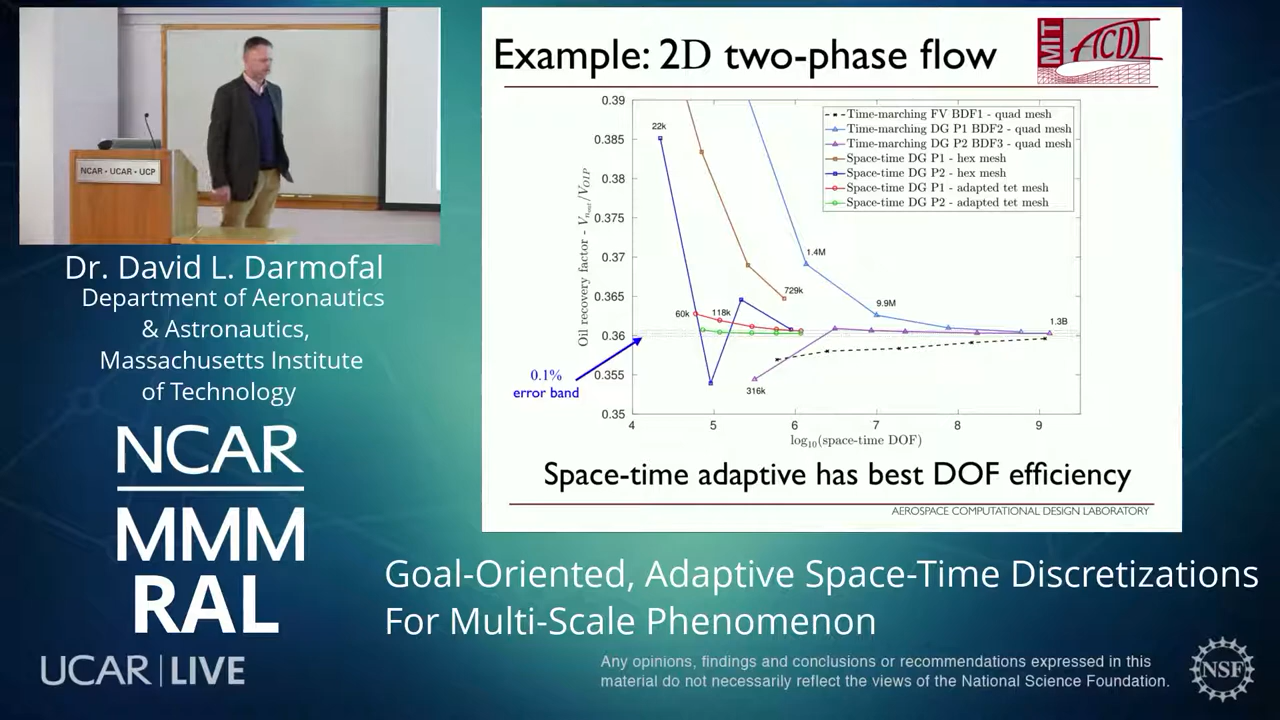 NCAR • UCAR • UCP
Dr. David L. Darmofal
Department of Aeronautics
& Astronautics,
Massachusetts Institute
of Technology
NCAR
MMM
RAL
UCAR | LIVE
Example: 2D two-phase flow
MIT
ACDL
0.39
0.385
0.38
0.375
0.37
0.365
0.36
0.355
0.35
Oil recovery factor - V_{n_{out}}/V_{OIP}
Time-marching FV BDF1 - quad mesh
Time-marching DG P1 BDF2 - quad mesh
Time-marching DG P2 BDF3 - quad mesh
Space-time DG P1 - hex mesh
Space-time DG P2 - hex mesh
Space-time DG P1 - adapted tet mesh
Space-time DG P2 - adapted tet mesh
22k
1.4M
729k
9.9M
60k
118k
1.3B
316k
0.1%
error band
4 5 6 7 8 9
log10(space-time DOF)
Space-time adaptive has best DOF efficiency
AEROSPACE COMPUTATIONAL DESIGN LABORATORY
Goal-Oriented, Adaptive Space-Time Discretizations
For Multi-Scale Phenomenon
Any opinions, findings and conclusions or recommendations expressed in this
material do not necessarily reflect the views of the National Science Foundation.
NSF